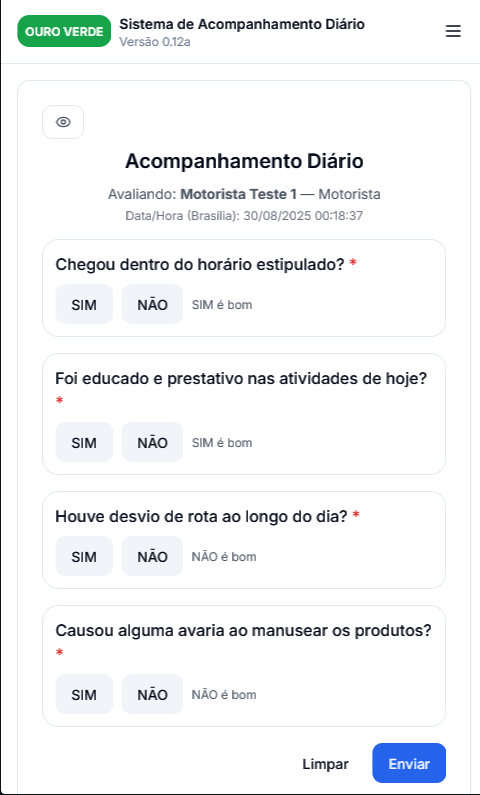 OURO VERDE
Sistema de Acompanhamento Diário
Versão 0.12a
Acompanhamento Diário
Avaliando: Motorista Teste 1 — Motorista
Data/Hora (Brasília): 30/08/2025 00:18:37
Chegou dentro do horário estipulado? *
SIM NÃO SIM é bom
Foi educado e prestativo nas atividades de hoje?
*
SIM NÃO SIM é bom
Houve desvio de rota ao longo do dia? *
SIM NÃO NÃO é bom
Causou alguma avaria ao manusear os produtos?
*
SIM NÃO NÃO é bom
Limpar Enviar